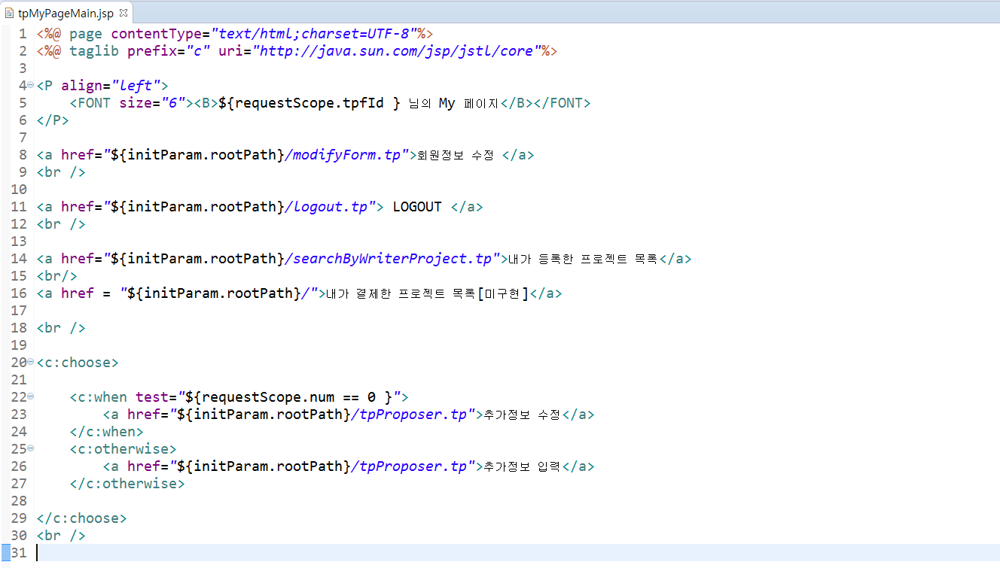 tpMyPageMain.jsp
1 <%@ page contentType="text/html;charset=UTF-8"%>
2 <%@ taglib prefix="c" uri="http://java.sun.com/jsp/jstl/core"%>
3
4 <P align="left">
5     <FONT size="6"><B>${requestScope.tpfId } 님의 My 페이지</B></FONT>
6 </P>
7
8 <a href="${initParam.rootPath}/modifyForm.tp">회원정보 수정 </a>
9 <br />
10
11 <a href="${initParam.rootPath}/logout.tp"> LOGOUT </a>
12 <br />
13
14 <a href="${initParam.rootPath}/searchByWriterProject.tp">내가 등록한 프로젝트 목록</a>
15 <br/>
16 <a href = "${initParam.rootPath}/">내가 결제한 프로젝트 목록[미구현]</a>
17
18 <br />
19
20 <c:choose>
21
22     <c:when test="${requestScope.num == 0 }">
23         <a href="${initParam.rootPath}/tpProposer.tp">추가정보 수정</a>
24     </c:when>
25     <c:otherwise>
26         <a href="${initParam.rootPath}/tpProposer.tp">추가정보 입력</a>
27     </c:otherwise>
28
29 </c:choose>
30 <br />
31